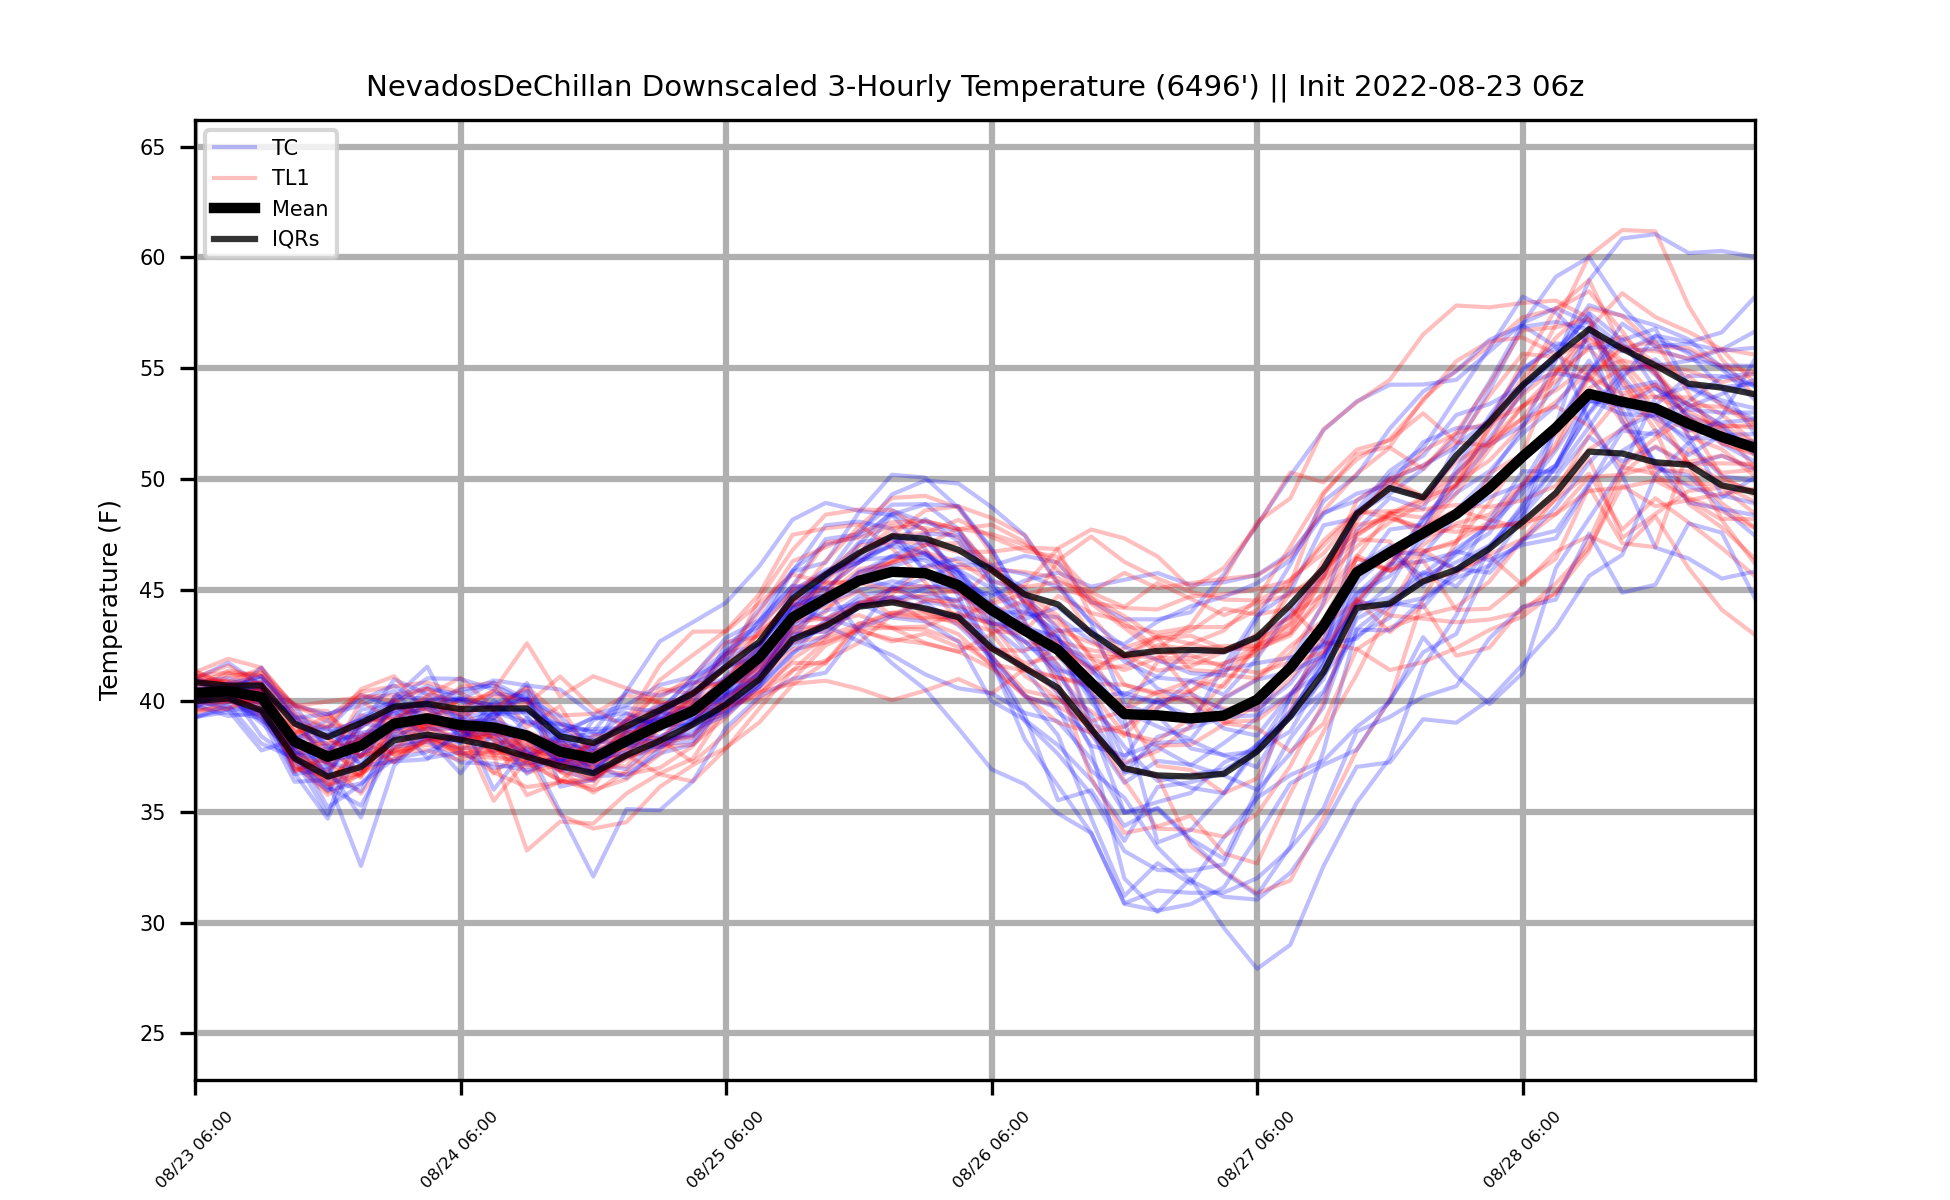 NevadosDeChillan Downscaled 3-Hourly Temperature (6496') || Init 2022-08-23 06z
TC
TL1
Mean
IQRs
65
60
55
50
45
40
35
30
25
Temperature (F)
08/23 06:00
08/24 06:00
08/25 06:00
08/26 06:00
08/27 06:00
08/28 06:00